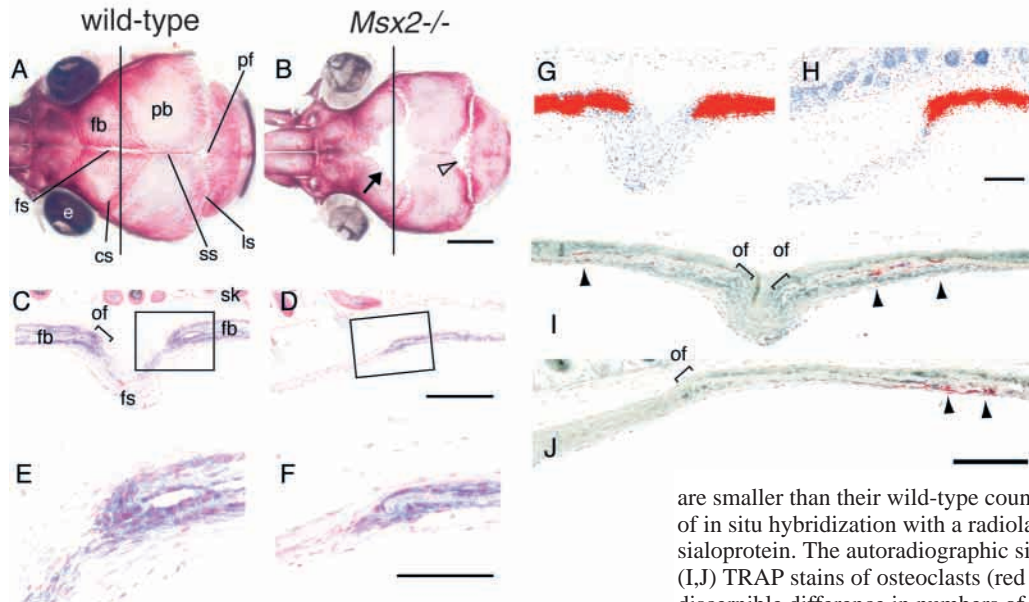 wild-type
Msx2-/-
A
pf
B
fb
pb
fs
e
cs
ss
ls
G
H
C
of
sk
fb
fb
fs
D
of
of
I
of
J
E
F
are smaller than their wild-type coun
of in situ hybridization with a radiola
sialoprotein. The autoradiographic si
(I,J) TRAP stains of osteoclasts (red